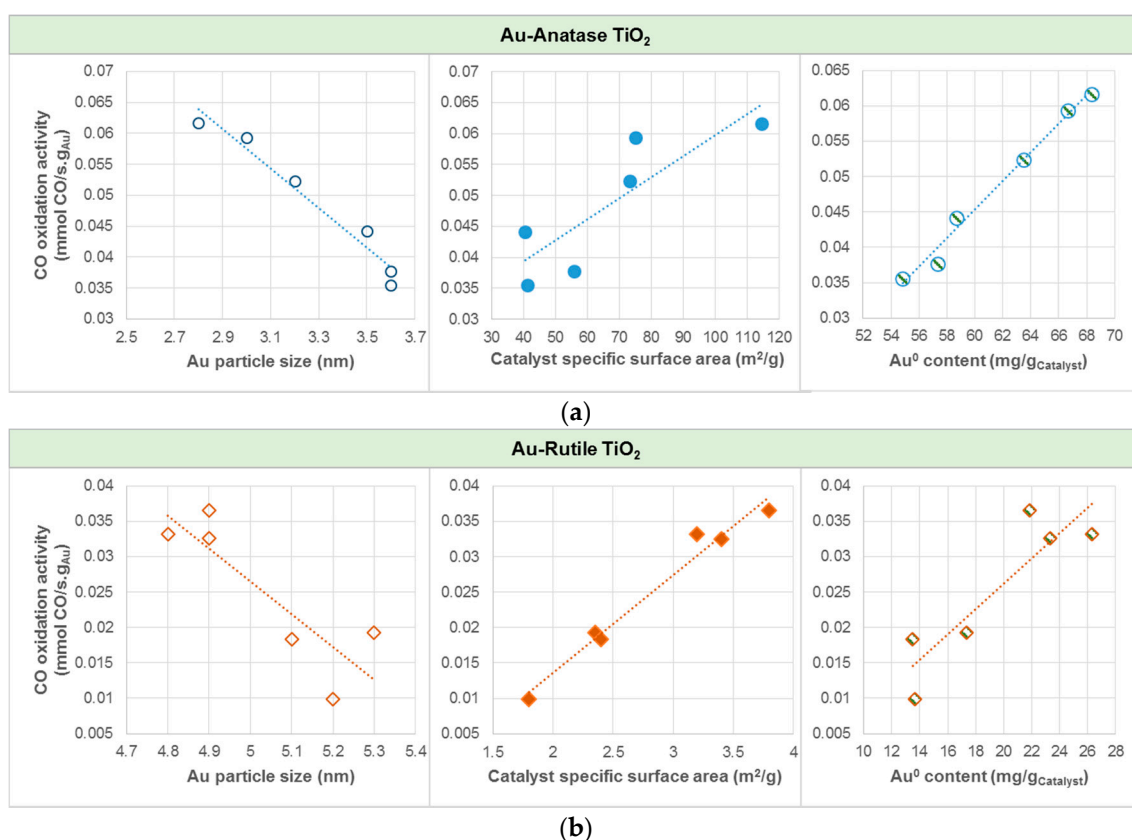 Au-Anatase TiO₂
CO oxidation activity
(mmol CO/s.g_Au)
0.07
0.065
0.06
0.055
0.05
0.045
0.04
0.035
0.03
2.5 2.7 2.9 3.1 3.3 3.5 3.7
Au particle size (nm)
0.07
0.065
0.06
0.055
0.05
0.045
0.04
0.035
0.03
30 40 50 60 70 80 90 100 110 120
Catalyst specific surface area (m²/g)
0.065
0.06
0.055
0.05
0.045
0.04
0.035
0.03
52 54 56 58 60 62 64 66 68 70
Au⁰ content (mg/g_Catalyst)
(a)
Au-Rutile TiO₂
CO oxidation activity
(mmol CO/s.g_Au)
0.04
0.035
0.03
0.025
0.02
0.015
0.01
0.005
4.7 4.8 4.9 5 5.1 5.2 5.3 5.4
Au particle size (nm)
0.04
0.035
0.03
0.025
0.02
0.015
0.01
0.005
1.5 2 2.5 3 3.5 4
Catalyst specific surface area (m²/g)
0.04
0.035
0.03
0.025
0.02
0.015
0.01
0.005
10 12 14 16 18 20 22 24 26 28
Au⁰ content (mg/g_Catalyst)
(b)